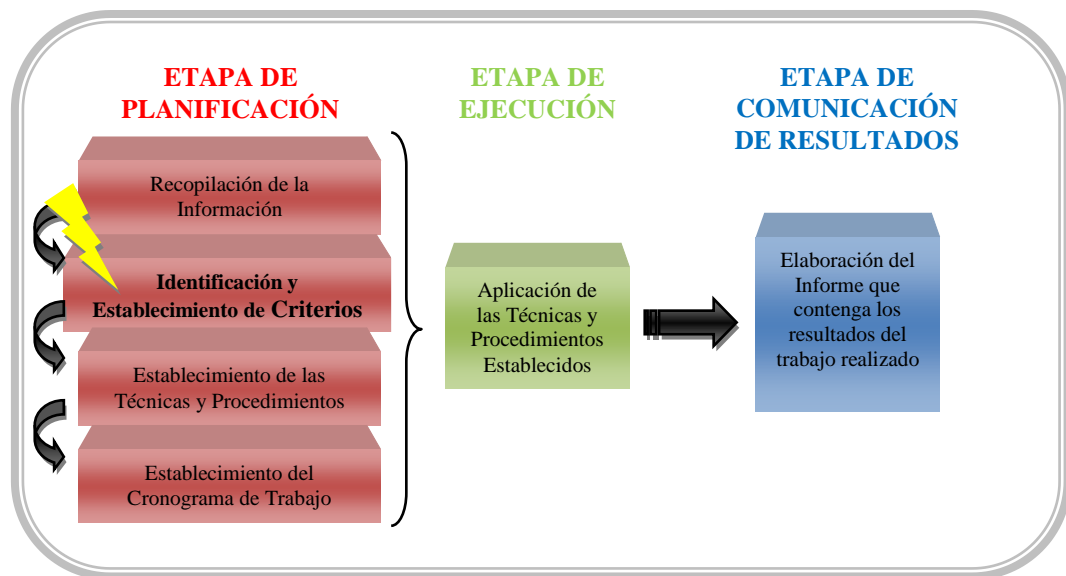 ETAPA DE
PLANIFICACIÓN
Recopilación de la
Información
Identificación y
Establecimiento de Criterios
Establecimiento de las
Técnicas y Procedimientos
Establecimiento del
Cronograma de Trabajo
ETAPA DE
EJECUCIÓN
Aplicación de
las Técnicas y
Procedimientos
Establecidos
ETAPA DE
COMUNICACIÓN
DE RESULTADOS
Elaboración del
Informe que
contenga los
resultados del
trabajo realizado